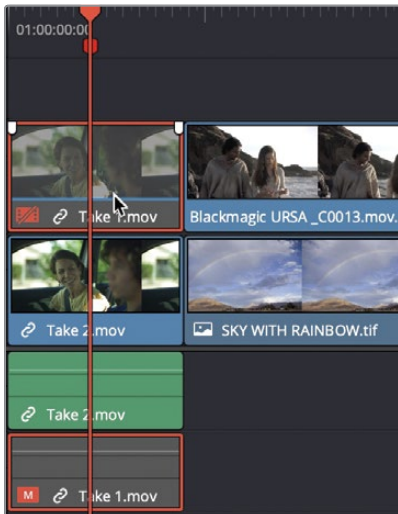 01:00:00:00
Take 1.mov
Blackmagic URSA _C0013.mov.
Take 2.mov
SKY WITH RAINBOW.tif
Take 2.mov
M Take 1.mov